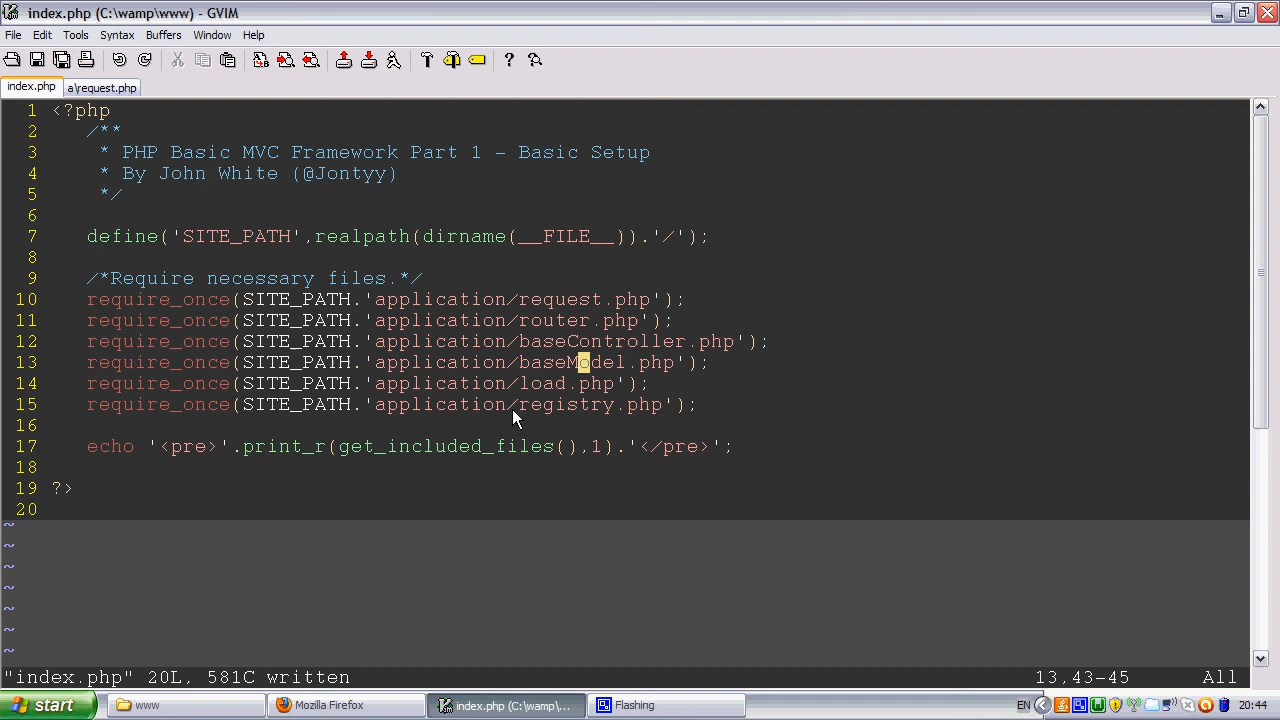 index.php (C:\wamp\www) - GVIM
File Edit Tools Syntax Buffers Window Help
index.php a\request.php
1 <?php
2 /**
3 * PHP Basic MVC Framework Part 1 - Basic Setup
4 * By John White (@Jontyy)
5 */
6
7 define('SITE_PATH',realpath(dirname(__FILE__)).'/');
8
9 /*Require necessary files.*/
10 require_once(SITE_PATH.'application/request.php');
11 require_once(SITE_PATH.'application/router.php');
12 require_once(SITE_PATH.'application/baseController.php');
13 require_once(SITE_PATH.'application/baseModel.php');
14 require_once(SITE_PATH.'application/load.php');
15 require_once(SITE_PATH.'application/registry.php');
16
17 echo '<pre>'.print_r(get_included_files(),1).'</pre>';
18
19 ?>
20
~
~
~
~
~
~
~
"index.php" 20L, 581C written 13,43-45 All
start www Mozilla Firefox index.php (C:\wamp\... Flashing EN 20:44